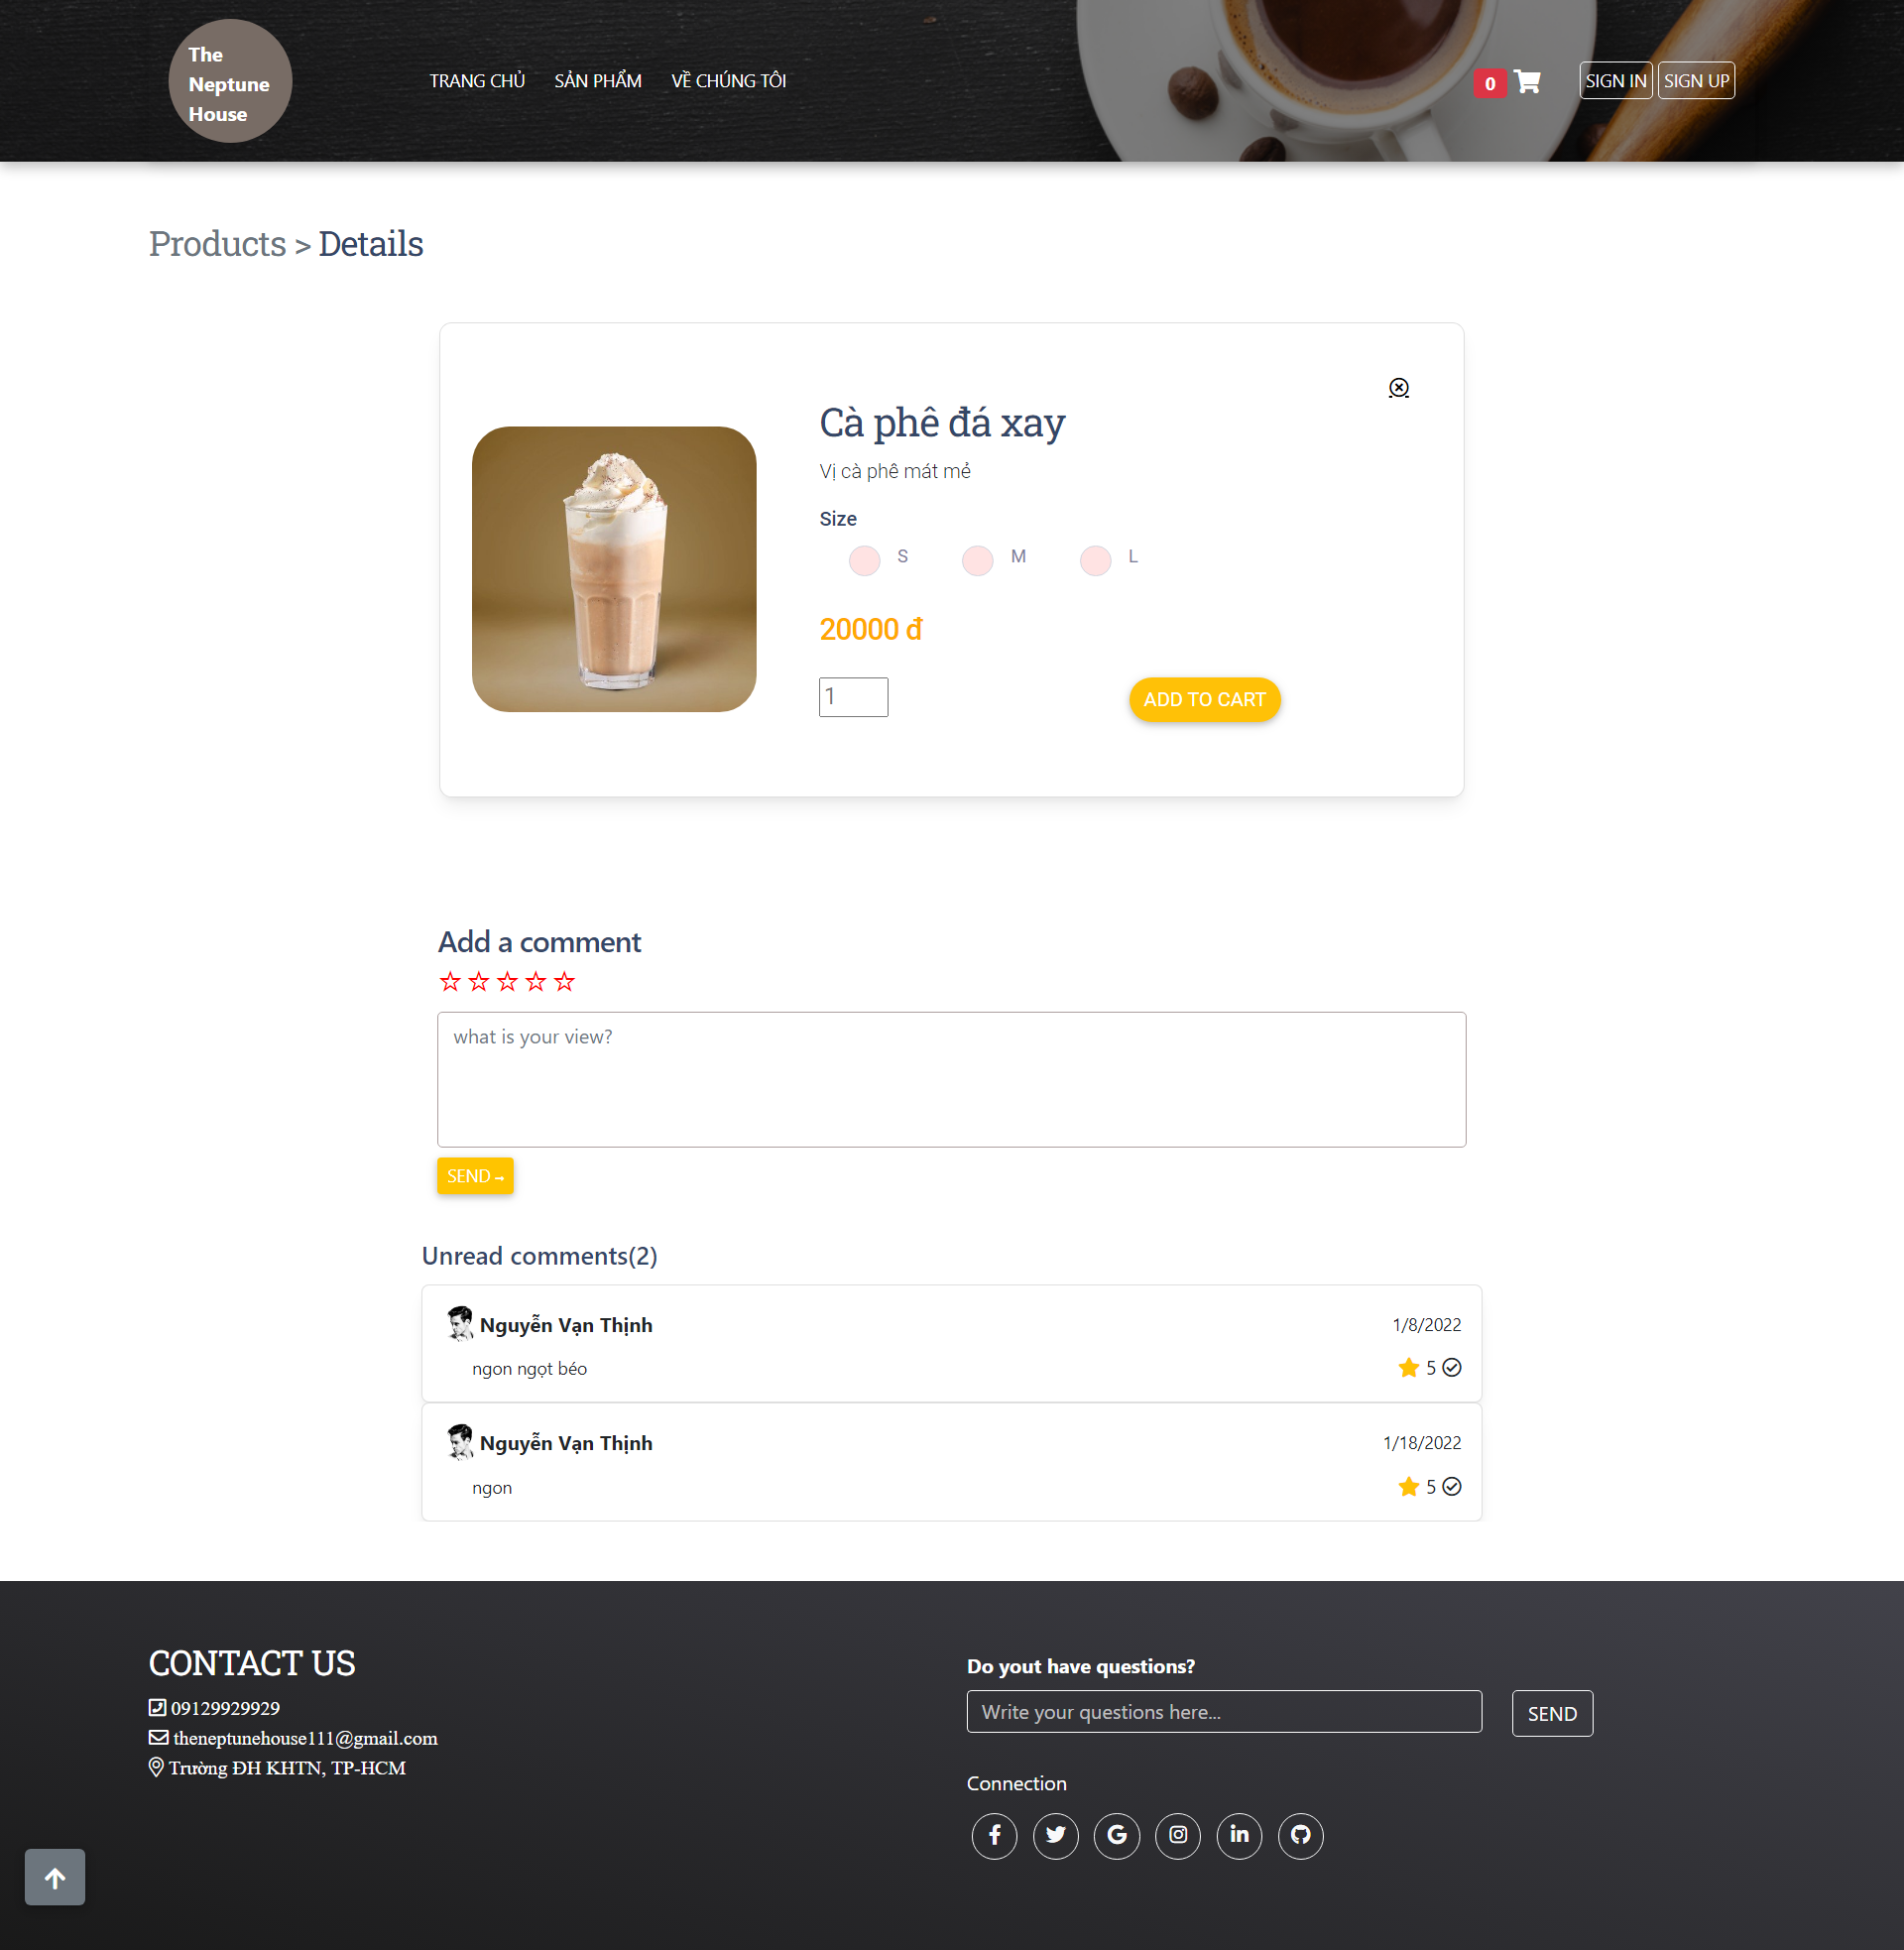 The
Neptune
House
TRANG CHỦ SẢN PHẨM VỀ CHÚNG TÔI
0
SIGN IN SIGN UP
Products > Details
Cà phê đá xay
Vị cà phê mát mẻ
Size
S M L
20000 đ
1
ADD TO CART
Add a comment
what is your view?
SEND
Unread comments(2)
Nguyễn Vạn Thịnh 1/8/2022
ngon ngọt béo 5
Nguyễn Vạn Thịnh 1/18/2022
ngon 5
CONTACT US
09129929929
theneptunehouse111@gmail.com
Trường ĐH KHTN, TP-HCM
Do yout have questions?
Write your questions here...
SEND
Connection